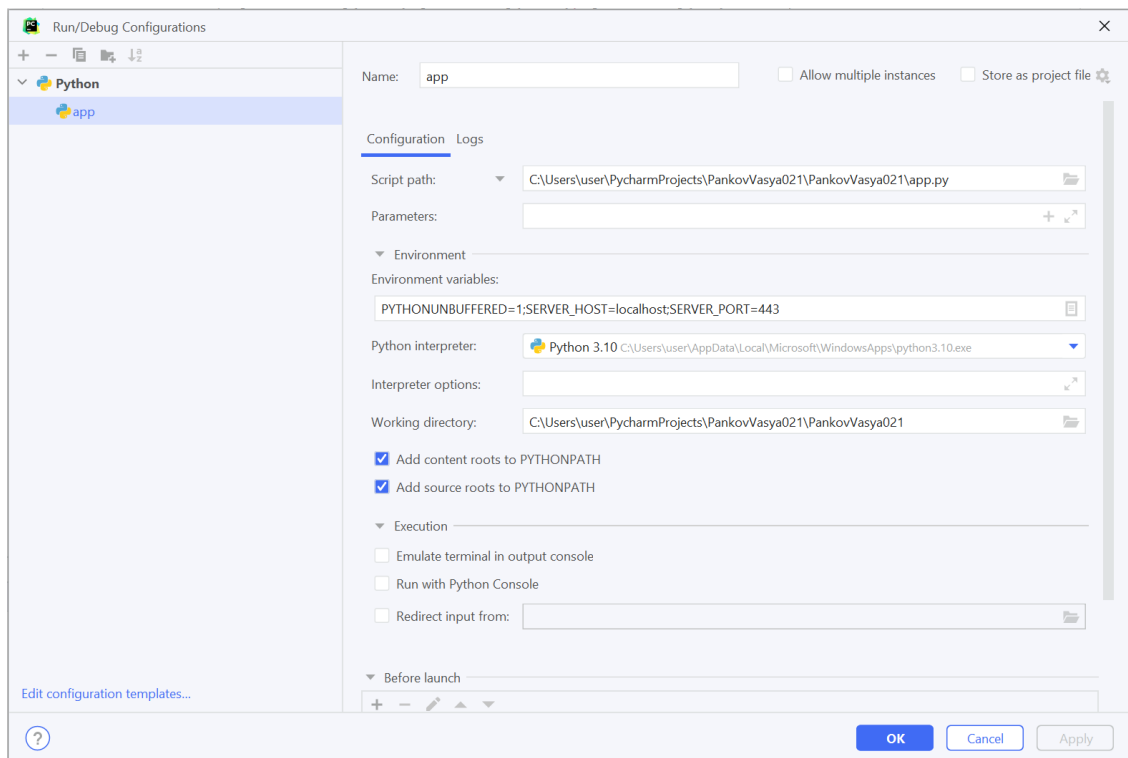 PC
Run/Debug Configurations
Python
app
Edit configuration templates...
Name: app
Allow multiple instances
Store as project file
Configuration Logs
Script path: C:\Users\user\PycharmProjects\PankovVasya021\PankovVasya021\app.py
Parameters:
Environment
Environment variables:
PYTHONUNBUFFERED=1;SERVER_HOST=localhost;SERVER_PORT=443
Python interpreter: Python 3.10 C:\Users\user\AppData\Local\Microsoft\WindowsApps\python3.10.exe
Interpreter options:
Working directory: C:\Users\user\PycharmProjects\PankovVasya021\PankovVasya021
Add content roots to PYTHONPATH
Add source roots to PYTHONPATH
Execution
Emulate terminal in output console
Run with Python Console
Redirect input from:
Before launch
?
OK Cancel Apply